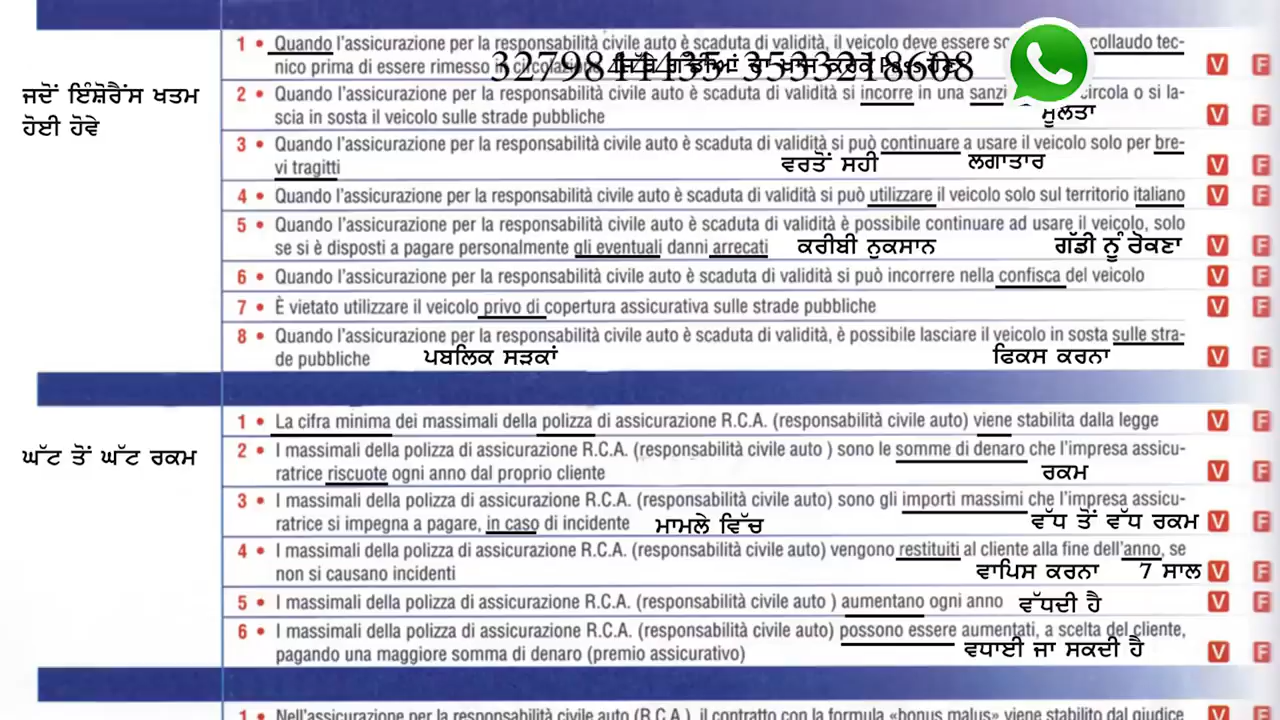 1 • Quando l'assicurazione per la responsabilità civile auto è scaduta di validità, il veicolo deve essere collaudo tec-
nico prima di essere rimesso
3279844435 3533218608
ਜਦੋਂ ਇੰਸ਼ੋਰੈਂਸ ਖਤਮ
ਹੋਈ ਹੋਵੇ
2 • Quando l'assicurazione per la responsabilità civile auto è scaduta di validità si incorre in una circola o si la-
scia in sosta il veicolo sulle strade pubbliche
3 • Quando l'assicurazione per la responsabilità civile auto è scaduta di validità si può continuare a usare il veicolo solo per bre-
vi tragitti ਵਰਤੋਂ ਸਹੀ ਲਗਾਤਾਰ
4 • Quando l'assicurazione per la responsabilità civile auto è scaduta di validità si può utilizzare il veicolo solo sul territorio italiano
5 • Quando l'assicurazione per la responsabilità civile auto è scaduta di validità è possibile continuare ad usare il veicolo, solo
se si è disposti a pagare personalmente gli eventuali danni arrecati ਕਰੀਬੀ ਨੁਕਸਾਨ ਗੱਡੀ ਨੂੰ ਰੋਕਣਾ
6 • Quando l'assicurazione per la responsabilità civile auto è scaduta di validità si può incorrere nella confisca del veicolo
7 • È vietato utilizzare il veicolo privo di copertura assicurativa sulle strade pubbliche
8 • Quando l'assicurazione per la responsabilità civile auto è scaduta di validità, è possibile lasciare il veicolo in sosta sulle stra-
de pubbliche ਪਬਲਿਕ ਸੜਕਾਂ ਫਿਕਸ ਕਰਨਾ
V F
V F
V F
V F
V F
V F
V F
V F
ਘੱਟ ਤੋਂ ਘੱਟ ਰਕਮ
1 • La cifra minima dei massimali della polizza di assicurazione R.C.A. (responsabilità civile auto) viene stabilita dalla legge
2 • I massimali della polizza di assicurazione R.C.A. (responsabilità civile auto ) sono le somme di denaro che l'impresa assicu-
ratrice riscuote ogni anno dal proprio cliente ਰਕਮ
3 • I massimali della polizza di assicurazione R.C.A. (responsabilità civile auto) sono gli importi massimi che l'impresa assicu-
ratrice si impegna a pagare, in caso di incidente ਮਾਮਲੇ ਵਿੱਚ ਵੱਧ ਤੋਂ ਵੱਧ ਰਕਮ
4 • I massimali della polizza di assicurazione R.C.A. (responsabilità civile auto) vengono restituiti al cliente alla fine dell'anno, se
non si causano incidenti ਵਾਪਿਸ ਕਰਨਾ 7 ਸਾਲ
5 • I massimali della polizza di assicurazione R.C.A. (responsabilità civile auto ) aumentano ogni anno ਵੱਧਦੀ ਹੈ
6 • I massimali della polizza di assicurazione R.C.A. (responsabilità civile auto) possono essere aumentati, a scelta del cliente,
pagando una maggiore somma di denaro (premio assicurativo) ਵਧਾਈ ਜਾ ਸਕਦੀ ਹੈ
V F
V F
V F
V F
V F
V F
1 • Nell'assicurazione responsabilità civile auto (R.C.A.), il contratto con la formula «bonus malus» viene stabilito dal giudice
V F